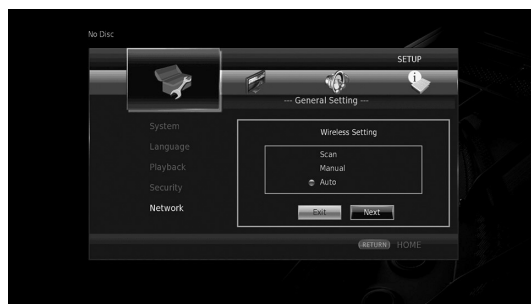 No Disc
SETUP
--- General Setting ---
System
Language
Playback
Security
Network
Wireless Setting
Scan
Manual
Auto
Exit Next
RETURN HOME